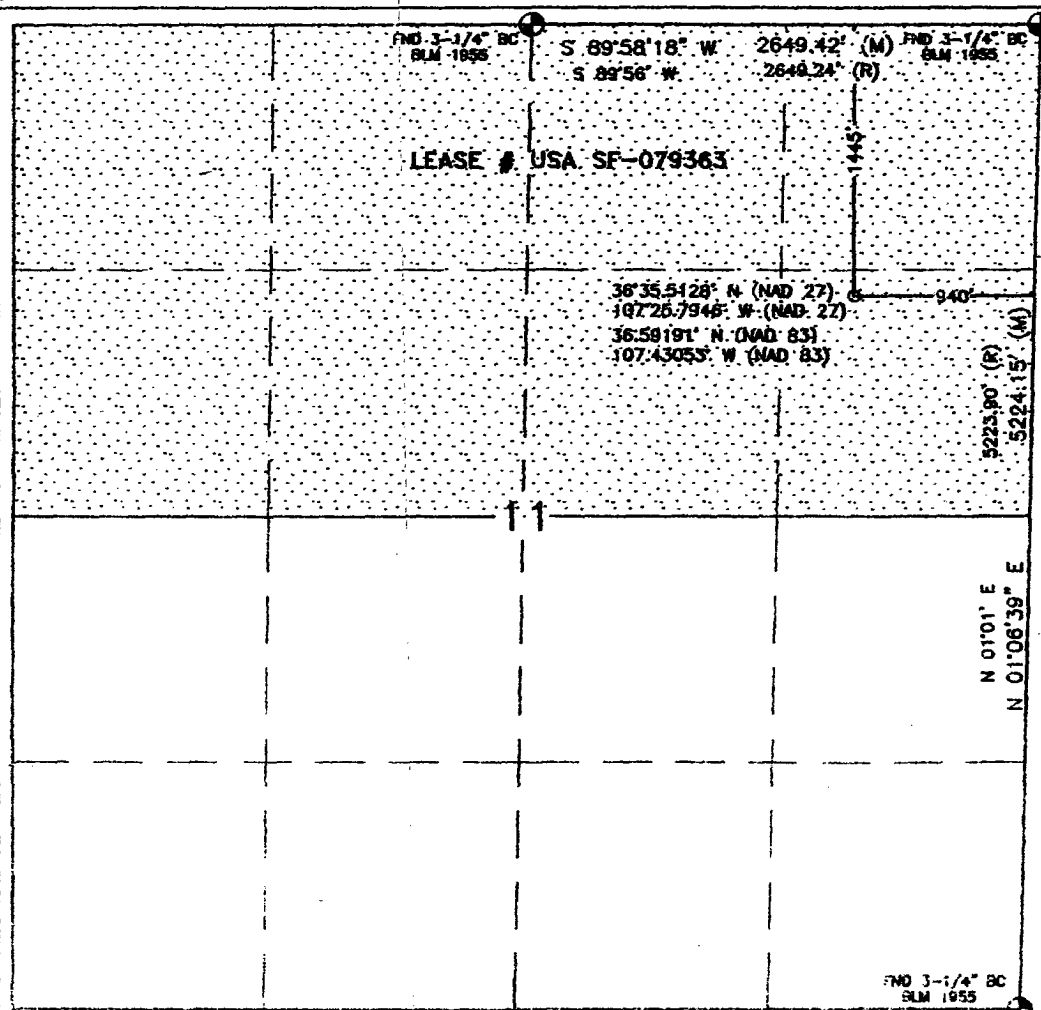 FND 3-1/4" BC
BLM 1955
S 89°58'18" W 2649.42' (M)
S 89°56' W 2649.24' (R)
FND 3-1/4" BC
BLM 1955
1445'
LEASE # USA SF-079363
36°35.5128' N (NAD 27)
107°25.7946' W (NAD 27)
36.59191° N (NAD 83)
107.43053° W (NAD 83)
940'
5223.90' (R)
5224.15' (M)
11
N 01°01' E
N 01°06'39" E
FND 3-1/4" BC
BLM 1955